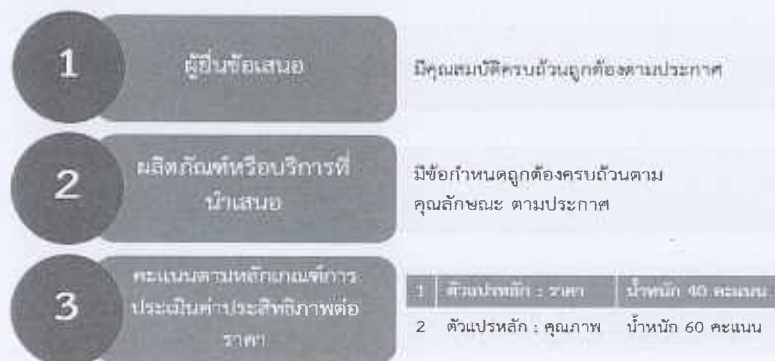 1
ผู้ยื่นข้อเสนอ
มีคุณสมบัติครบถ้วนถูกต้องตามประกาศ
2
ผลิตภัณฑ์หรือบริการที่
นำเสนอ
มีข้อกำหนดถูกต้องครบถ้วนตาม
คุณลักษณะ ตามประกาศ
3
คะแนนตามหลักเกณฑ์การ
ประเมินค่าประสิทธิภาพต่อ
ราคา
1 ตัวแปรหลัก : ราคา น้ำหนัก 40 คะแนน
2 ตัวแปรหลัก : คุณภาพ น้ำหนัก 60 คะแนน